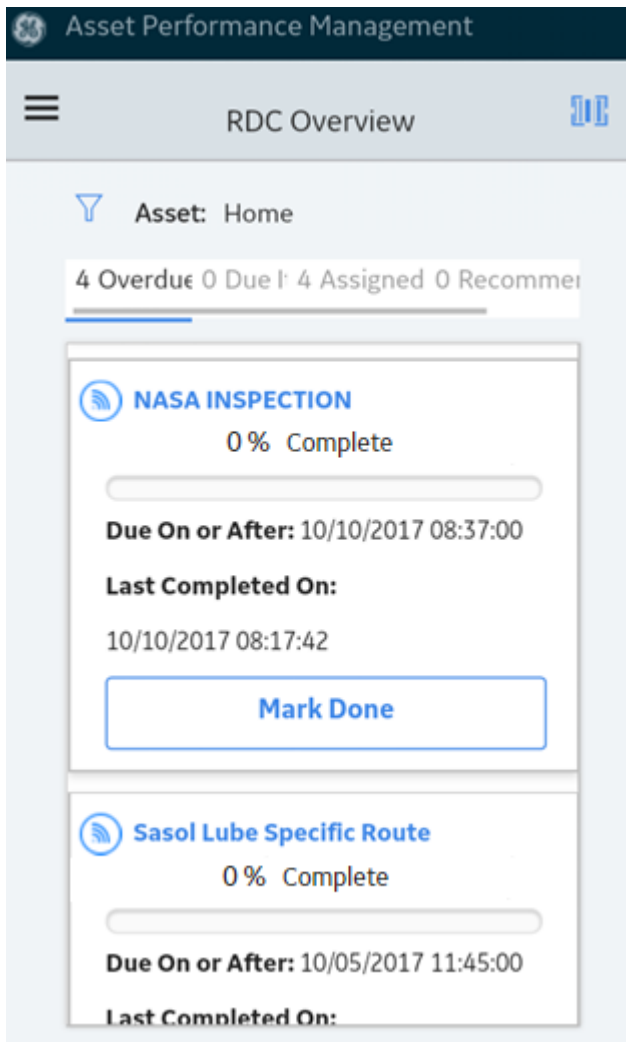 Asset Performance Management
RDC Overview
Asset: Home
4 Overdue 0 Due I 4 Assigned 0 Recommen
NASA INSPECTION
0 % Complete
Due On or After: 10/10/2017 08:37:00
Last Completed On:
10/10/2017 08:17:42
Mark Done
Sasol Lube Specific Route
0 % Complete
Due On or After: 10/05/2017 11:45:00
Last Completed On: